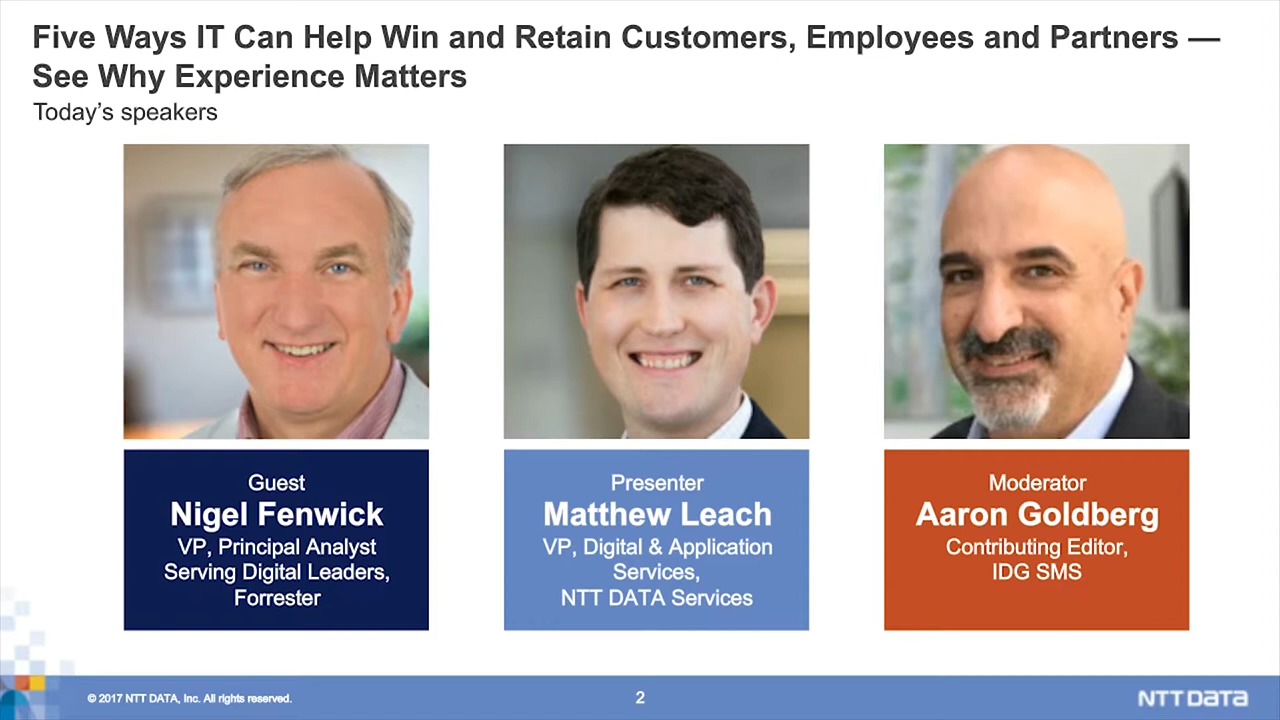 Five Ways IT Can Help Win and Retain Customers, Employees and Partners —
See Why Experience Matters
Today's speakers
Guest
Nigel Fenwick
VP, Principal Analyst
Serving Digital Leaders,
Forrester
Presenter
Matthew Leach
VP, Digital & Application
Services,
NTT DATA Services
Moderator
Aaron Goldberg
Contributing Editor,
IDG SMS
© 2017 NTT DATA, Inc. All rights reserved.
2
NTT DATA